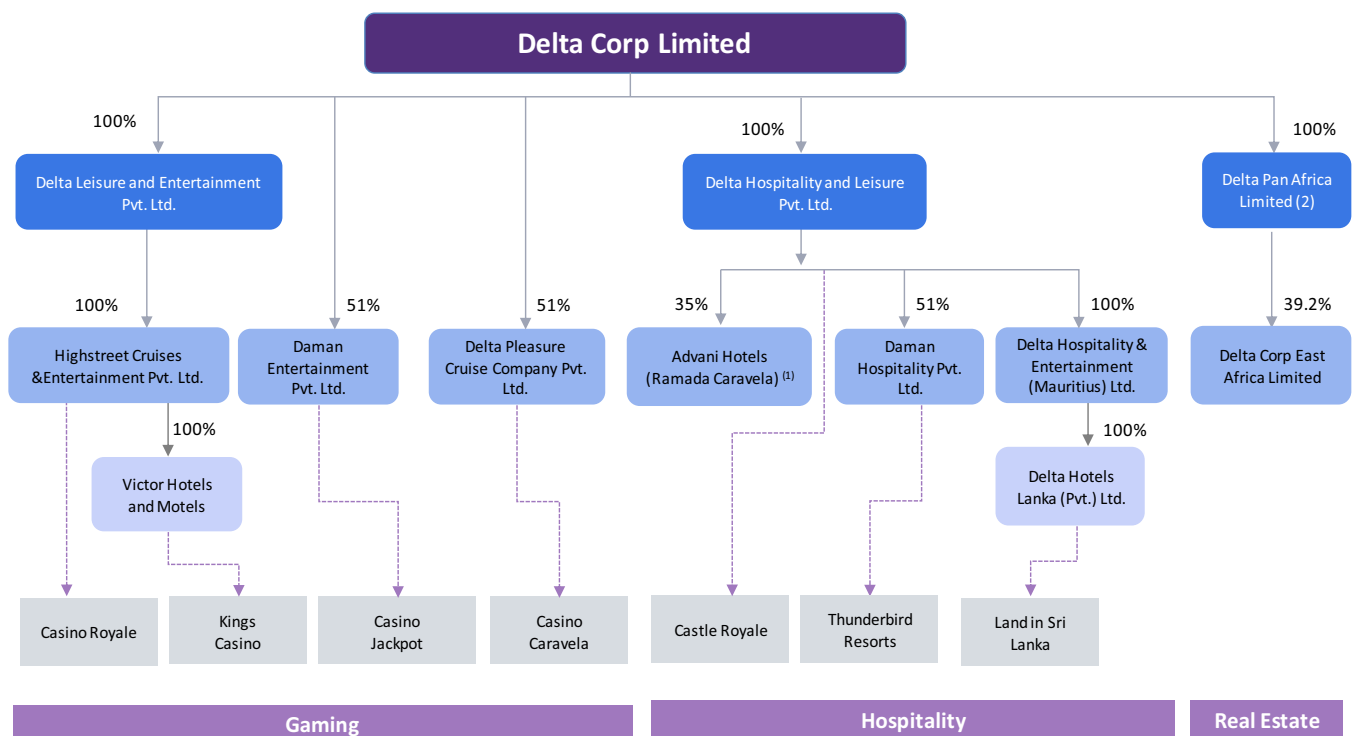 Delta Corp Limited
100%
100%
100%
Delta Leisure and Entertainment
Pvt. Ltd.
Delta Hospitality and Leisure
Pvt. Ltd.
Delta Pan Africa
Limited (2)
100%
51%
51%
35%
51%
100%
39.2%
Highstreet Cruises
&Entertainment Pvt. Ltd.
Daman
Entertainment
Pvt. Ltd.
Delta Pleasure
Cruise Company Pvt.
Ltd.
Advani Hotels
(Ramada Caravela) (1)
Daman
Hospitality Pvt.
Ltd.
Delta Hospitality &
Entertainment
(Mauritius) Ltd.
Delta Corp East
Africa Limited
100%
100%
Victor Hotels
and Motels
Delta Hotels
Lanka (Pvt.) Ltd.
Casino Royale
Kings
Casino
Casino
Jackpot
Casino
Caravela
Castle Royale
Thunderbird
Resorts
Land in Sri
Lanka
Gaming
Hospitality
Real Estate